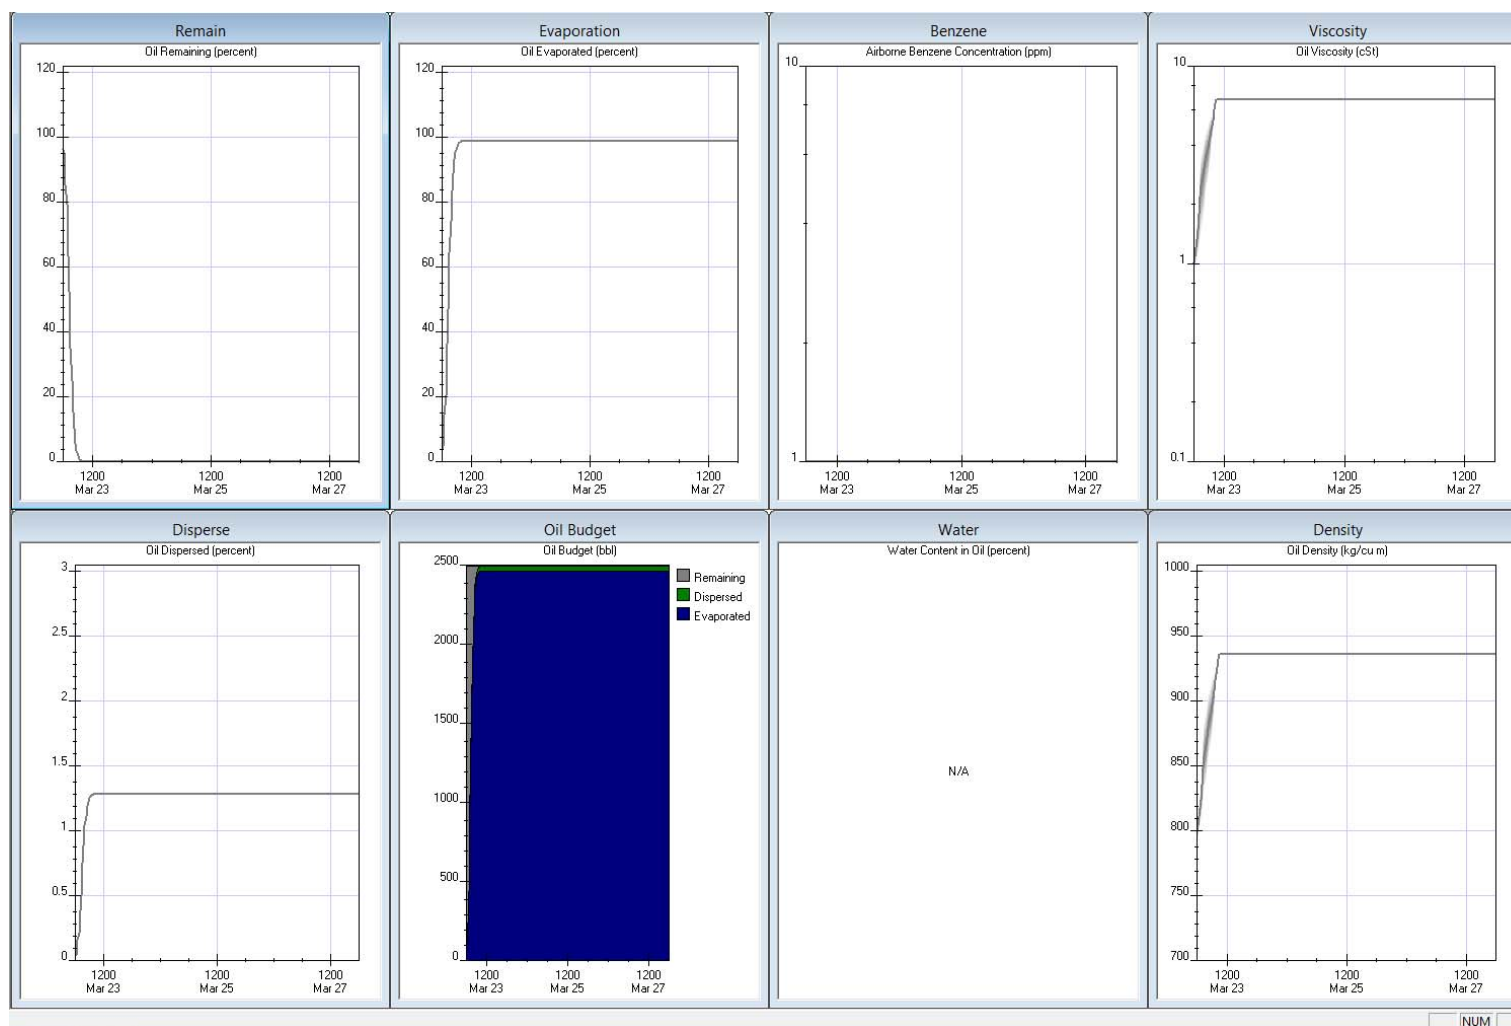 Remain
Oil Remaining (percent)
120
100
80
60
40
20
0
1200 1200 1200
Mar 23 Mar 25 Mar 27
Evaporation
Oil Evaporated (percent)
120
100
80
60
40
20
0
1200 1200 1200
Mar 23 Mar 25 Mar 27
Benzene
Airborne Benzene Concentration (ppm)
10
1
1200 1200 1200
Mar 23 Mar 25 Mar 27
Viscosity
Oil Viscosity (cSt)
10
1
0.1
1200 1200 1200
Mar 23 Mar 25 Mar 27
Disperse
Oil Dispersed (percent)
3
2.5
2
1.5
1
0.5
0
1200 1200 1200
Mar 23 Mar 25 Mar 27
Oil Budget
Oil Budget (bbl)
2500
2000
1500
1000
500
0
1200 1200 1200
Mar 23 Mar 25 Mar 27
Remaining
Dispersed
Evaporated
Water
Water Content in Oil (percent)
N/A
Density
Oil Density (kg/cu m)
1000
950
900
850
800
750
700
1200 1200 1200
Mar 23 Mar 25 Mar 27
NUM